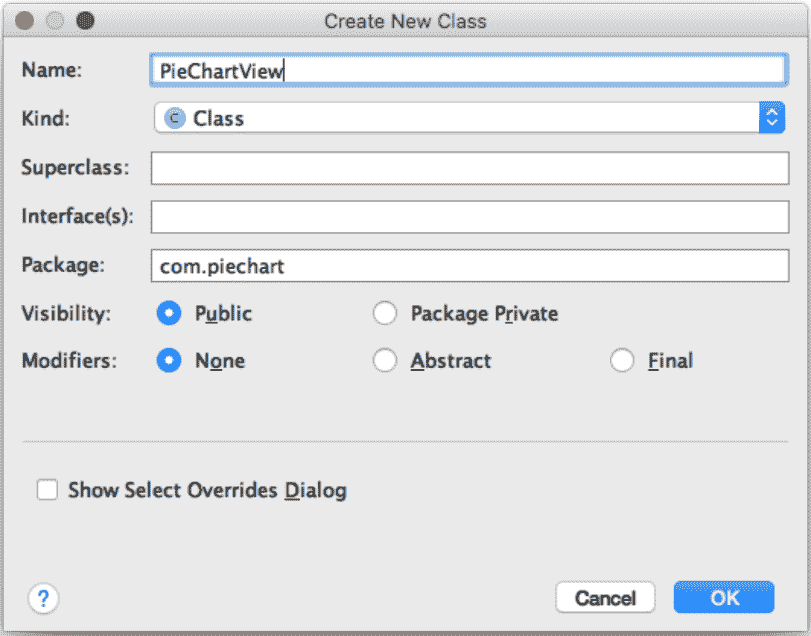 Create New Class
Name: PieChartView
Kind: C Class
Superclass:
Interface(s):
Package: com.piechart
Visibility: Public Package Private
Modifiers: None Abstract Final
Show Select Overrides Dialog
? Cancel OK